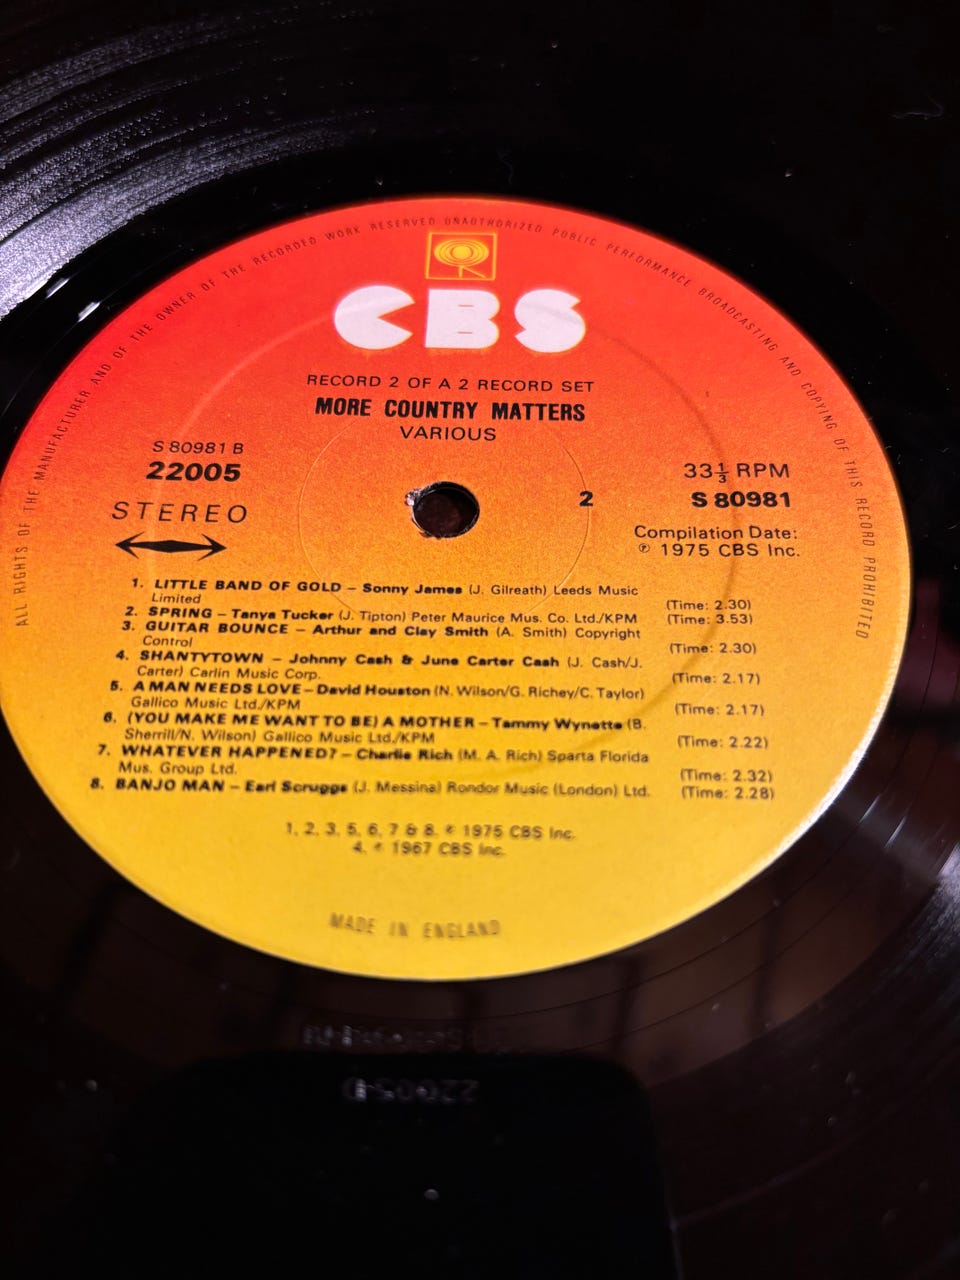 ALL RIGHTS OF THE MANUFACTURER AND OF THE OWNER OF THE RECORDED WORK RESERVED UNAUTHORIZED PUBLIC PERFORMANCE BROADCASTING AND COPYING OF THIS RECORD PROHIBITED
CBS
RECORD 2 OF A 2 RECORD SET
MORE COUNTRY MATTERS
VARIOUS
S 80981 B
22005
STEREO
33⅓ RPM
2
S 80981
Compilation Date:
℗ 1975 CBS Inc.
1. LITTLE BAND OF GOLD – Sonny James (J. Gilreath) Leeds Music
Limited (Time: 2.30)
2. SPRING – Tanya Tucker (J. Tipton) Peter Maurice Mus. Co. Ltd./KPM (Time: 3.53)
3. GUITAR BOUNCE – Arthur and Clay Smith (A. Smith) Copyright
Control (Time: 2.30)
4. SHANTYTOWN – Johnny Cash & June Carter Cash (J. Cash/J.
Carter) Carlin Music Corp. (Time: 2.17)
5. A MAN NEEDS LOVE – David Houston (N. Wilson/G. Richey/C. Taylor)
Gallico Music Ltd./KPM (Time: 2.17)
6. (YOU MAKE ME WANT TO BE) A MOTHER – Tammy Wynette (B.
Sherrill/N. Wilson) Gallico Music Ltd./KPM (Time: 2.22)
7. WHATEVER HAPPENED? – Charlie Rich (M. A. Rich) Sparta Florida
Mus. Group Ltd. (Time: 2.32)
8. BANJO MAN – Earl Scruggs (J. Messina) Rondor Music (London) Ltd. (Time: 2.28)
1, 2, 3, 5, 6, 7 & 8. ℗ 1975 CBS Inc.
4. ℗ 1967 CBS Inc.
MADE IN ENGLAND